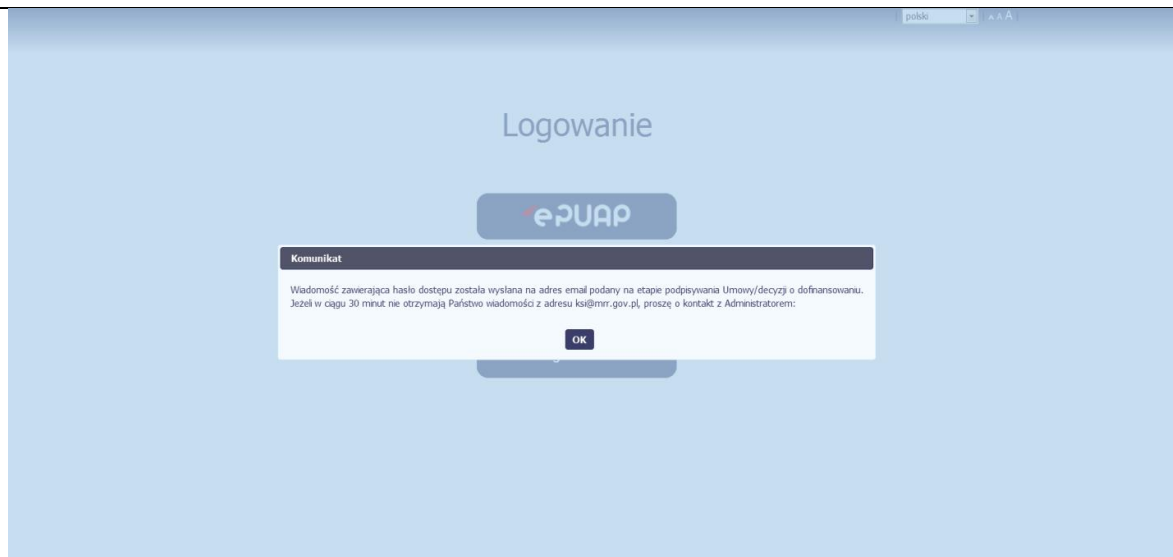 polski A A A
Logowanie
ePUAP
Komunikat
Wiadomość zawierająca hasło dostępu została wysłana na adres email podany na etapie podpisywania Umowy/decyzji o dofinansowaniu.
Jeżeli w ciągu 30 minut nie otrzymają Państwo wiadomości z adresu ksi@mrr.gov.pl, proszę o kontakt z Administratorem:
OK